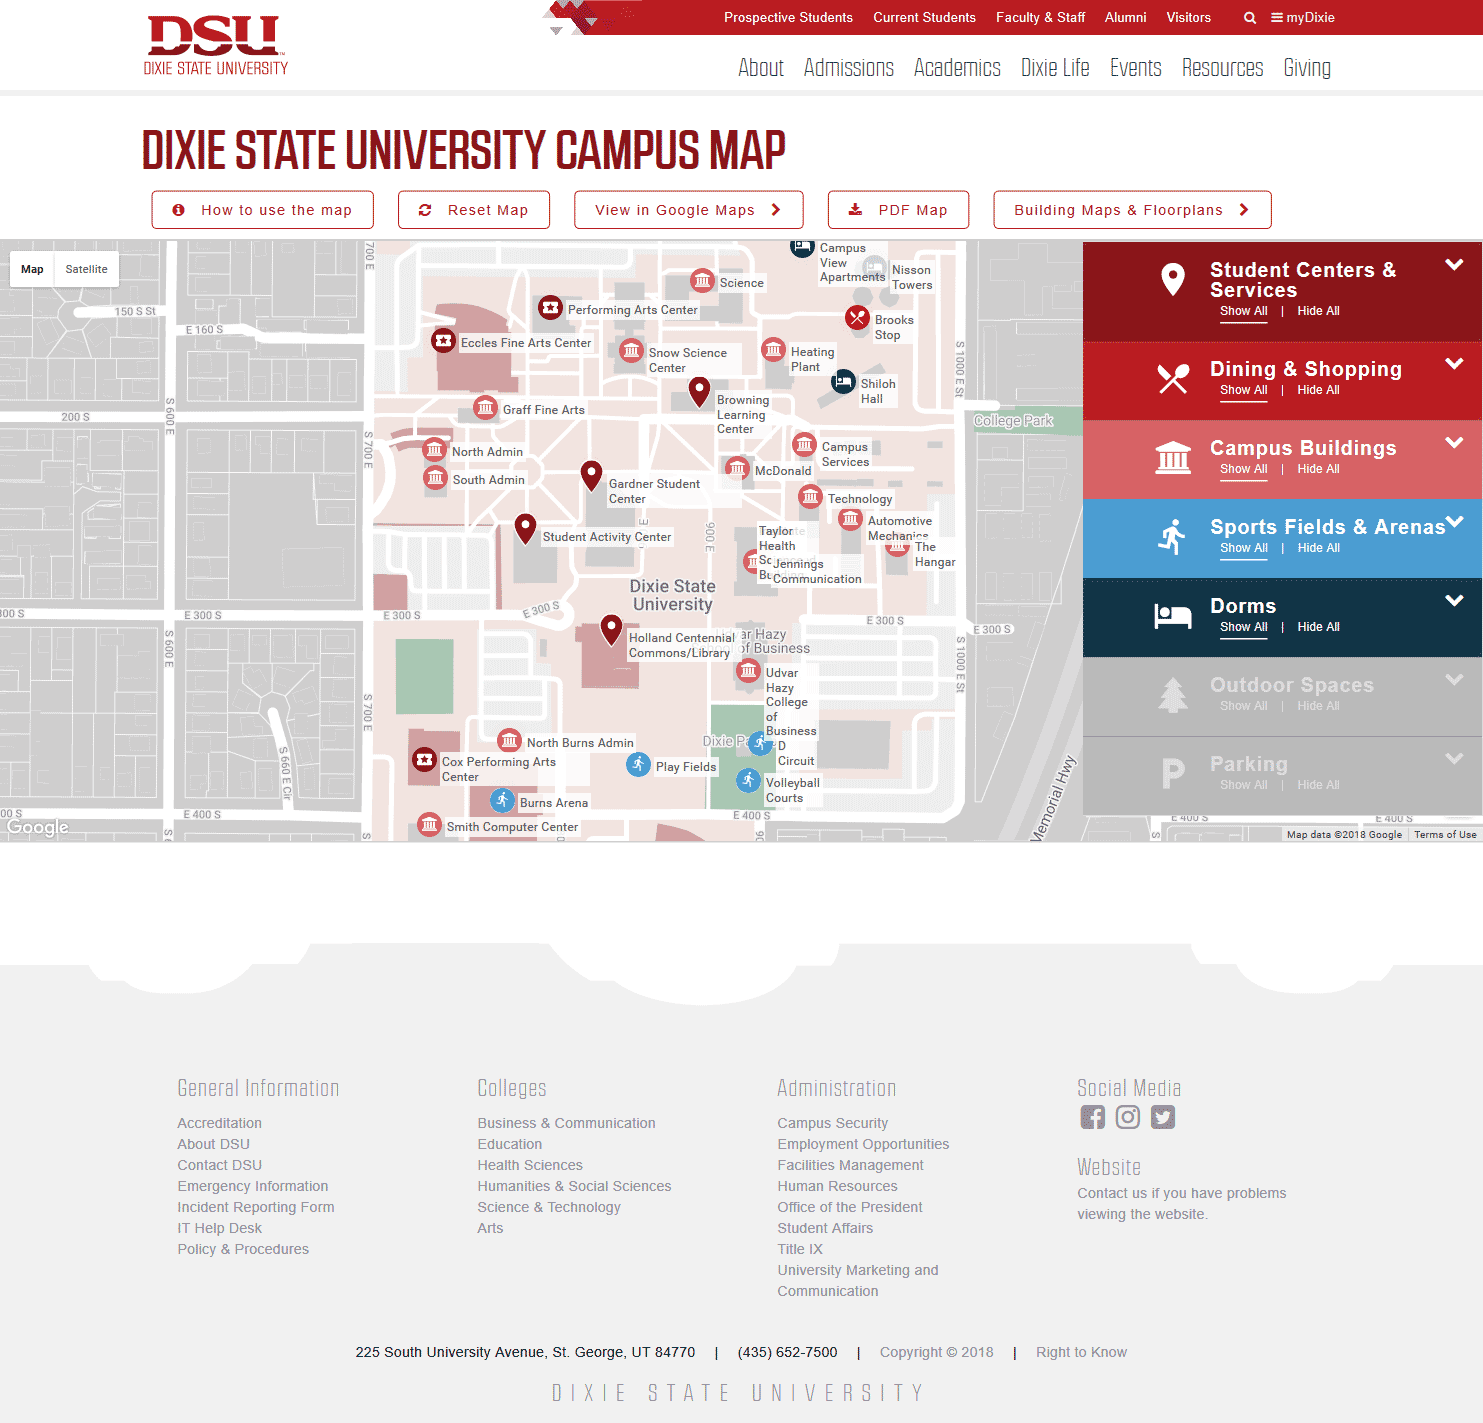 Prospective Students Current Students Faculty & Staff Alumni Visitors myDixie
DSU
DIXIE STATE UNIVERSITY
About Admissions Academics Dixie Life Events Resources Giving
DIXIE STATE UNIVERSITY CAMPUS MAP
How to use the map
Reset Map
View in Google Maps
PDF Map
Building Maps & Floorplans
Map
Satellite
150 S St
E 160 S
200 S
S 600 E
S 700 E
700 E
Performing Arts Center
Eccles Fine Arts Center
Science
Campus
View
Apartments
Nisson
Towers
Brooks
Stop
Snow Science
Center
Heating
Plant
Shiloh
Hall
S 1000 E St
Graff Fine Arts
Browning
Learning
Center
College Park
North Admin
South Admin
Campus
Services
McDonald
Gardner Student
Center
Technology
Student Activity Center
900 E
Automotive
Mechanics
The
Hangar
Taylor
Health
Jennings
Communication
Dixie State
University
E 300 S
E 300 S
E 300 S
E 300 S
E 300 S
Holland Centennial
Commons/Library
of Business
S 600 E
S 700 E
S 1000 E St
Udvar
Hazy
College
of
Business
D
Circuit
S 660 E Cir
North Burns Admin
Cox Performing Arts
Center
Play Fields
Volleyball
Courts
Burns Arena
Smith Computer Center
E 400 S
E 400 S
E 400 S
E 400 S
Memorial Hwy
Google
Map data ©2018 Google
Terms of Use
Student Centers &
Services
Show All | Hide All
Dining & Shopping
Show All | Hide All
Campus Buildings
Show All | Hide All
Sports Fields & Arenas
Show All | Hide All
Dorms
Show All | Hide All
Outdoor Spaces
Show All | Hide All
P
Parking
Show All | Hide All
General Information
Accreditation
About DSU
Contact DSU
Emergency Information
Incident Reporting Form
IT Help Desk
Policy & Procedures
Colleges
Business & Communication
Education
Health Sciences
Humanities & Social Sciences
Science & Technology
Arts
Administration
Campus Security
Employment Opportunities
Facilities Management
Human Resources
Office of the President
Student Affairs
Title IX
University Marketing and
Communication
Social Media
Website
Contact us if you have problems
viewing the website.
225 South University Avenue, St. George, UT 84770 | (435) 652-7500 | Copyright © 2018 | Right to Know
DIXIE STATE UNIVERSITY